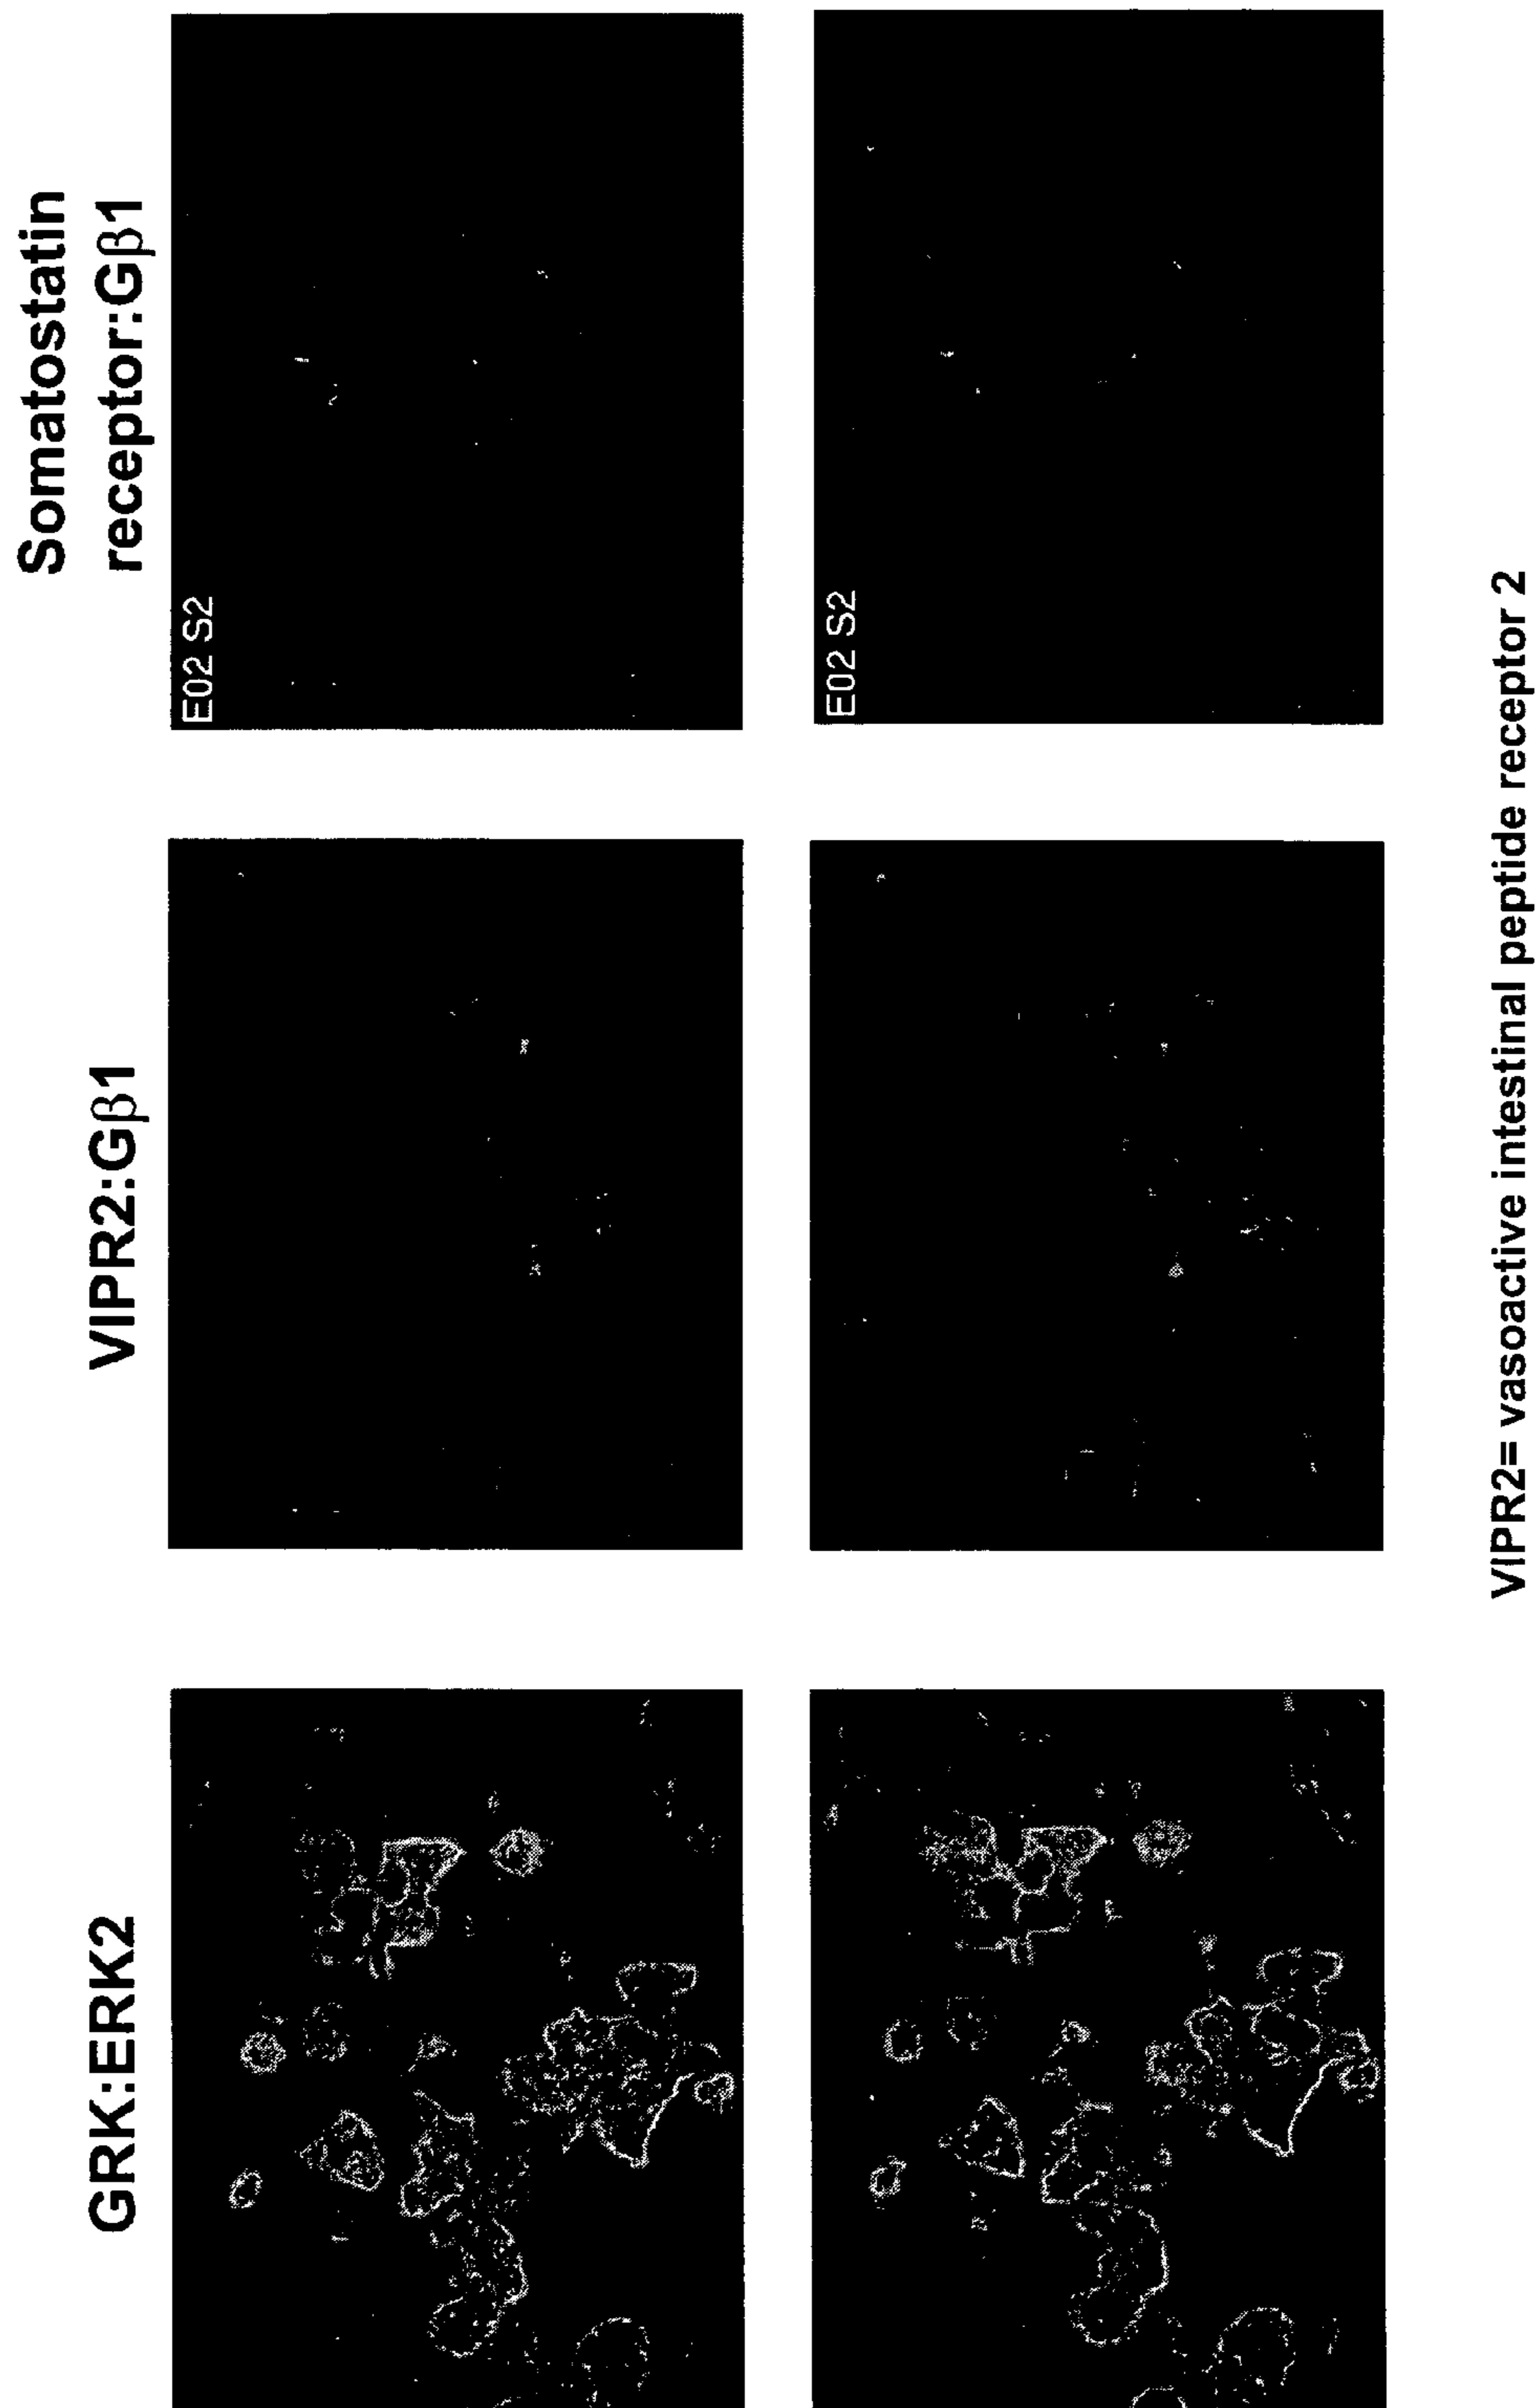 GRK:ERK2
VIPR2:Gβ1
Somatostatin
receptor:Gβ1
E02 S2
E02 S2
VIPR2= vasoactive intestinal peptide receptor 2